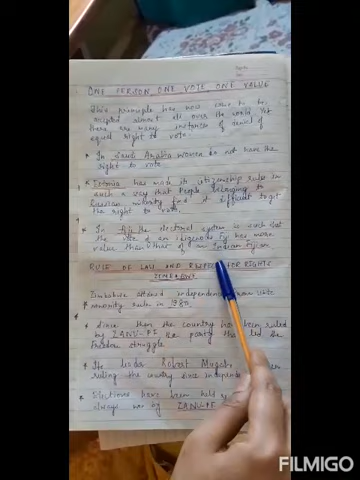 ONE PERSON ONE VOTE ONE VALUE
This principle has now come to be
accepted almost all over the world. Yet
there are many instances of denial of
equal right to vote.
* In Saudi Arabia women do not have the
right to vote.
* Estonia has made its citizenship rules in
such a way that people belonging to
Russian minority find it difficult to get
the right to vote.
* In Fiji the electoral system is such that
the vote of an indigenous Fiji has more
value than that of an Indian Fijian
RULE OF LAW AND RESPECT FOR RIGHTS
Zimbabwe attained independence from white
minority rule in 1980.
* Since then the country has been ruled
by ZANU-PF the party that led the
freedom struggle.
* Its leader Robert Mugabe
ruling the country since independence
* Elections have been held
always won by ZANU-PF
FILMIGO